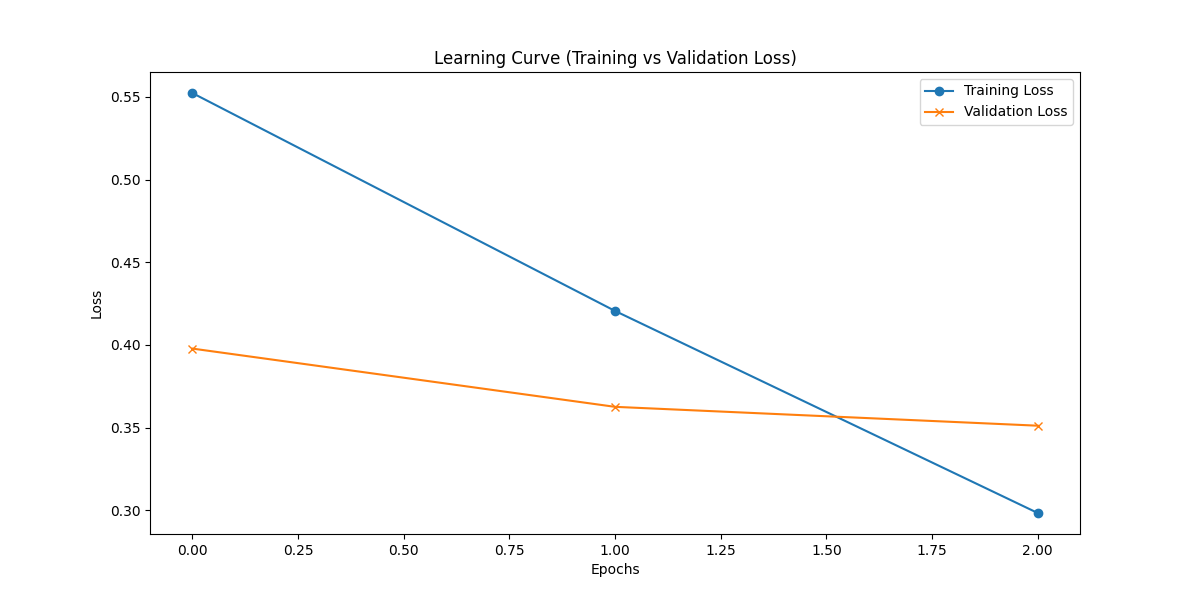 Learning Curve (Training vs Validation Loss)
Training Loss
Validation Loss
0.55
0.50
0.45
0.40
0.35
0.30
Loss
0.00 0.25 0.50 0.75 1.00 1.25 1.50 1.75 2.00
Epochs